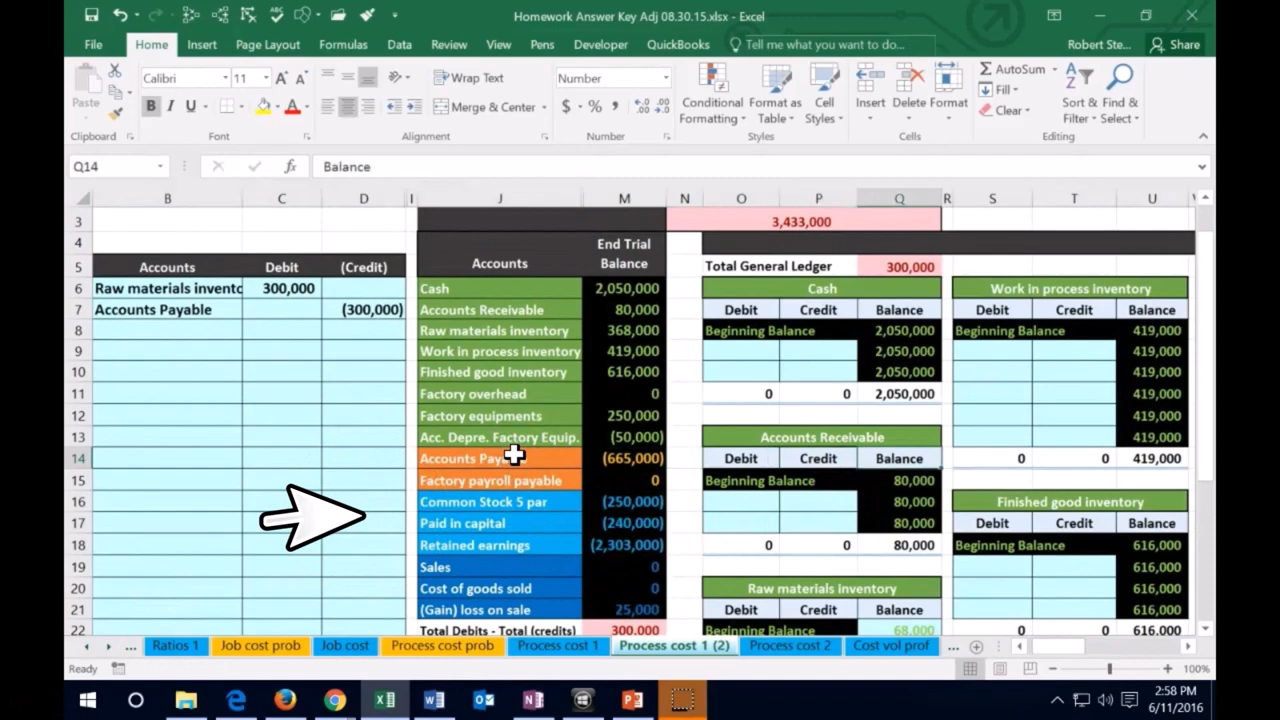 Homework Answer Key Adj 08.30.15.xlsx - Excel
File Home Insert Page Layout Formulas Data Review View Pens Developer QuickBooks Tell me what you want to do... Robert Ste... Share
Paste Calibri 11 A A Wrap Text Number AutoSum
B I U A Merge & Center $ % , Conditional Formatting Format as Table Cell Styles Insert Delete Format Fill Clear Sort & Filter Find & Select
Clipboard Font Alignment Number Styles Cells Editing
Q14 fx Balance
B C D I J M N O P Q R S T U
3 3,433,000
4 End Trial
5 Accounts Debit (Credit) Accounts Balance Total General Ledger 300,000
6 Raw materials invento 300,000 Cash 2,050,000 Cash Work in process inventory
7 Accounts Payable (300,000) Accounts Receivable 80,000 Debit Credit Balance Debit Credit Balance
8 Raw materials inventory 368,000 Beginning Balance 2,050,000 Beginning Balance 419,000
9 Work in process inventory 419,000 2,050,000 419,000
10 Finished good inventory 616,000 2,050,000 419,000
11 Factory overhead 0 0 0 2,050,000 419,000
12 Factory equipments 250,000 419,000
13 Acc. Depre. Factory Equip. (50,000) Accounts Receivable 419,000
14 Accounts Pay (665,000) Debit Credit Balance 0 0 419,000
15 Factory payroll payable 0 Beginning Balance 80,000
16 Common Stock 5 par (250,000) 80,000 Finished good inventory
17 Paid in capital (240,000) 80,000 Debit Credit Balance
18 Retained earnings (2,303,000) 0 0 80,000 Beginning Balance 616,000
19 Sales 0 616,000
20 Cost of goods sold 0 Raw materials inventory 616,000
21 (Gain) loss on sale 25,000 Debit Credit Balance 616,000
22 Total Debits - Total (credits) 300,000 Beginning Balance 68,000 0 0 616,000
... Ratios 1 Job cost prob Job cost Process cost prob Process cost 1 Process cost 1 (2) Process cost 2 Cost vol prof ...
Ready 100%
2:58 PM
6/11/2016